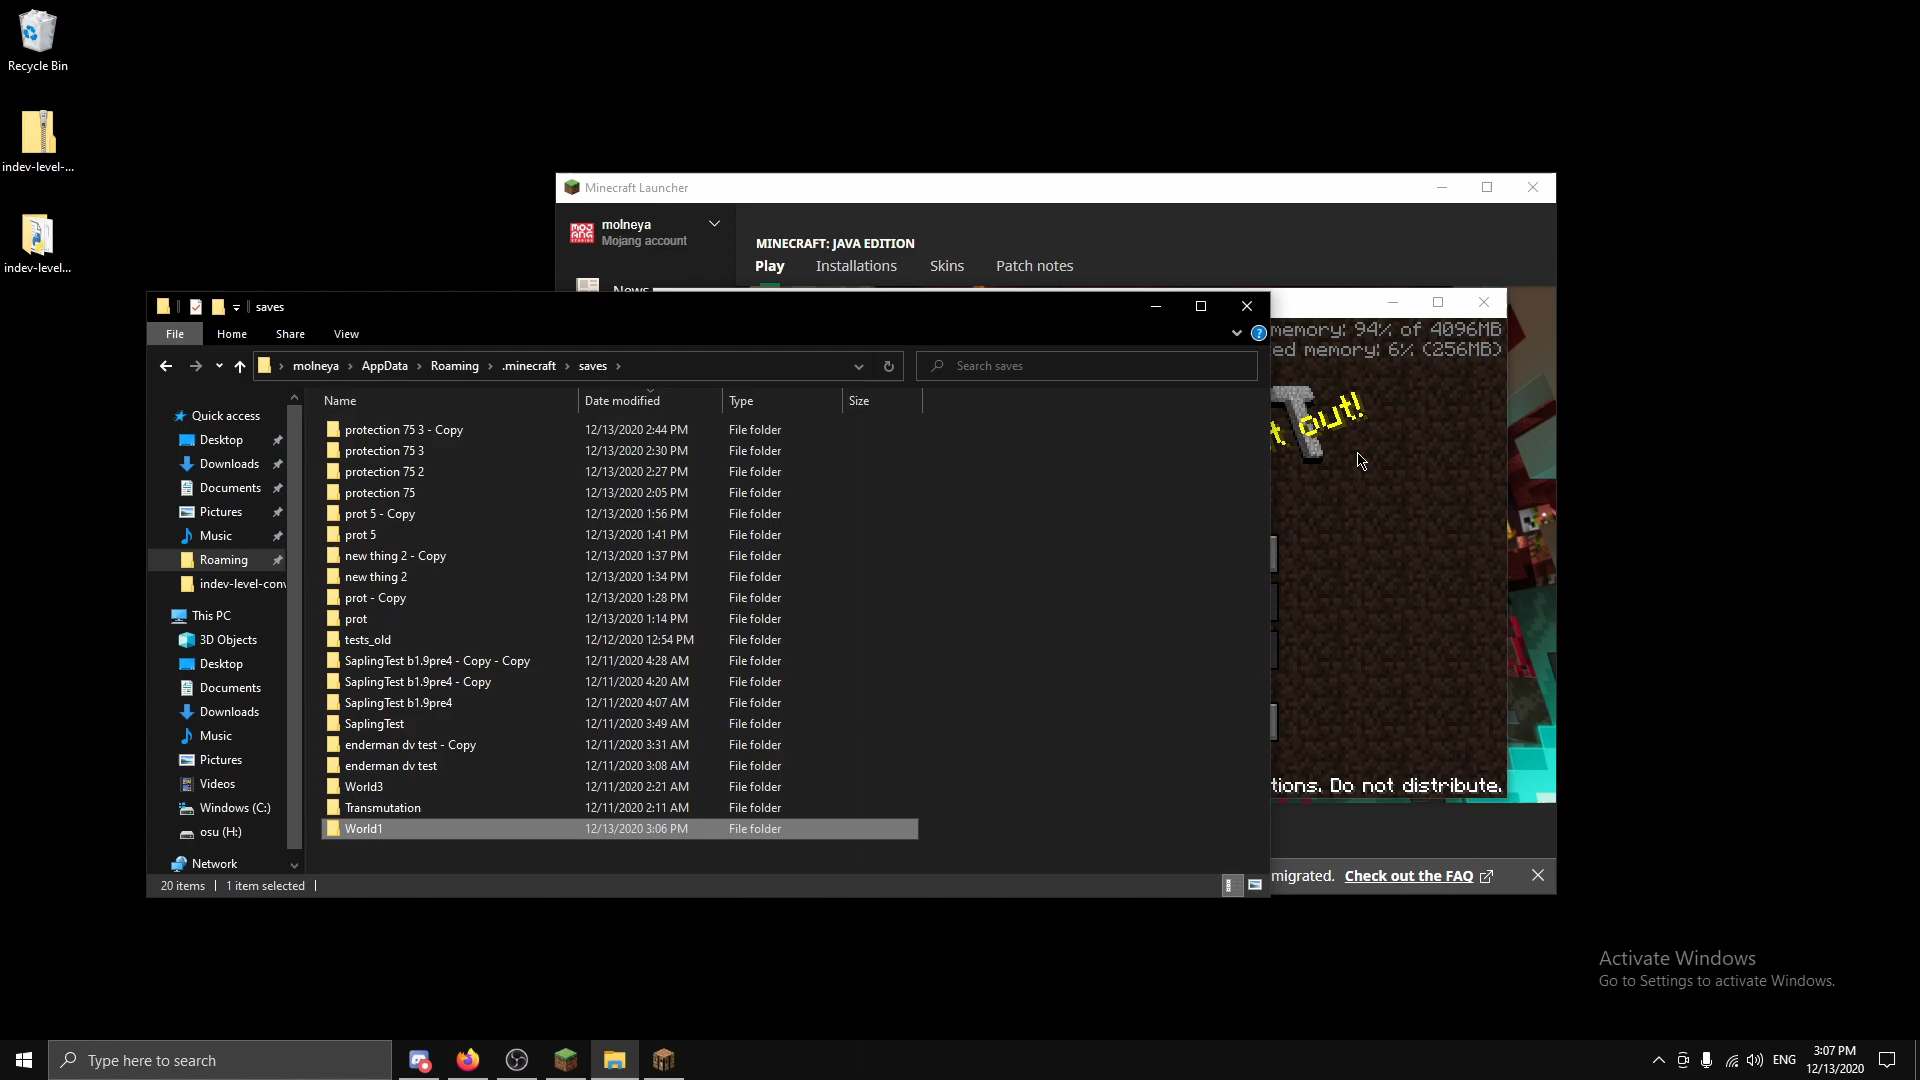 Recycle Bin
indev-level-...
indev-level...
Minecraft Launcher
molneya
Mojang account
News
MINECRAFT: JAVA EDITION
Play Installations Skins Patch notes
saves
File Home Share View
molneya › AppData › Roaming › .minecraft › saves ›
Search saves
Quick access
Desktop
Downloads
Documents
Pictures
Music
Roaming
indev-level-conv
This PC
3D Objects
Desktop
Documents
Downloads
Music
Pictures
Videos
Windows (C:)
osu (H:)
Network
Name Date modified Type Size
protection 75 3 - Copy 12/13/2020 2:44 PM File folder
protection 75 3 12/13/2020 2:30 PM File folder
protection 75 2 12/13/2020 2:27 PM File folder
protection 75 12/13/2020 2:05 PM File folder
prot 5 - Copy 12/13/2020 1:56 PM File folder
prot 5 12/13/2020 1:41 PM File folder
new thing 2 - Copy 12/13/2020 1:37 PM File folder
new thing 2 12/13/2020 1:34 PM File folder
prot - Copy 12/13/2020 1:28 PM File folder
prot 12/13/2020 1:14 PM File folder
tests_old 12/12/2020 12:54 PM File folder
SaplingTest b1.9pre4 - Copy - Copy 12/11/2020 4:28 AM File folder
SaplingTest b1.9pre4 - Copy 12/11/2020 4:20 AM File folder
SaplingTest b1.9pre4 12/11/2020 4:07 AM File folder
SaplingTest 12/11/2020 3:49 AM File folder
enderman dv test - Copy 12/11/2020 3:31 AM File folder
enderman dv test 12/11/2020 3:08 AM File folder
World3 12/11/2020 2:21 AM File folder
Transmutation 12/11/2020 2:11 AM File folder
World1 12/13/2020 3:06 PM File folder
20 items 1 item selected
memory: 94% of 4096MB
ed memory: 6% (256MB)
t out!
tions. Do not distribute.
migrated. Check out the FAQ
Activate Windows
Go to Settings to activate Windows.
Type here to search
ENG
3:07 PM
12/13/2020